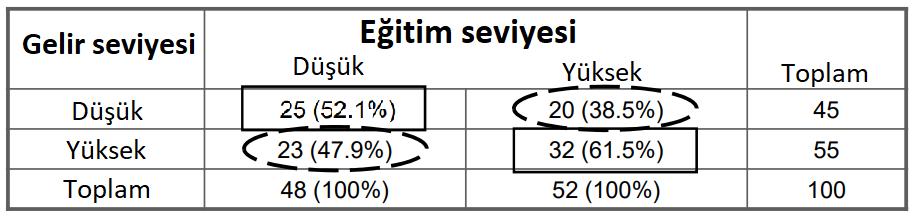 Gelir seviyesi Eğitim seviyesi
Düşük Yüksek Toplam
Düşük 25 (52.1%) 20 (38.5%) 45
Yüksek 23 (47.9%) 32 (61.5%) 55
Toplam 48 (100%) 52 (100%) 100